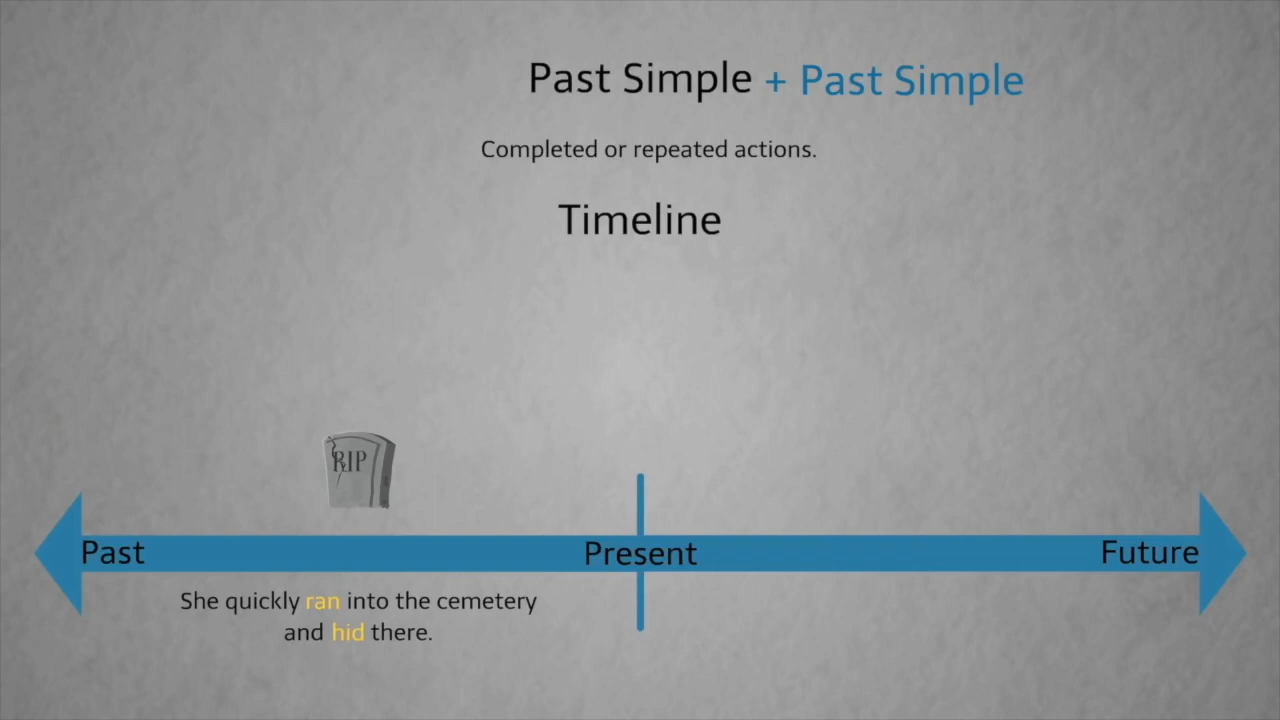 Past Simple + Past Simple
Completed or repeated actions.
Timeline
RIP
Past Present Future
She quickly ran into the cemetery
and hid there.